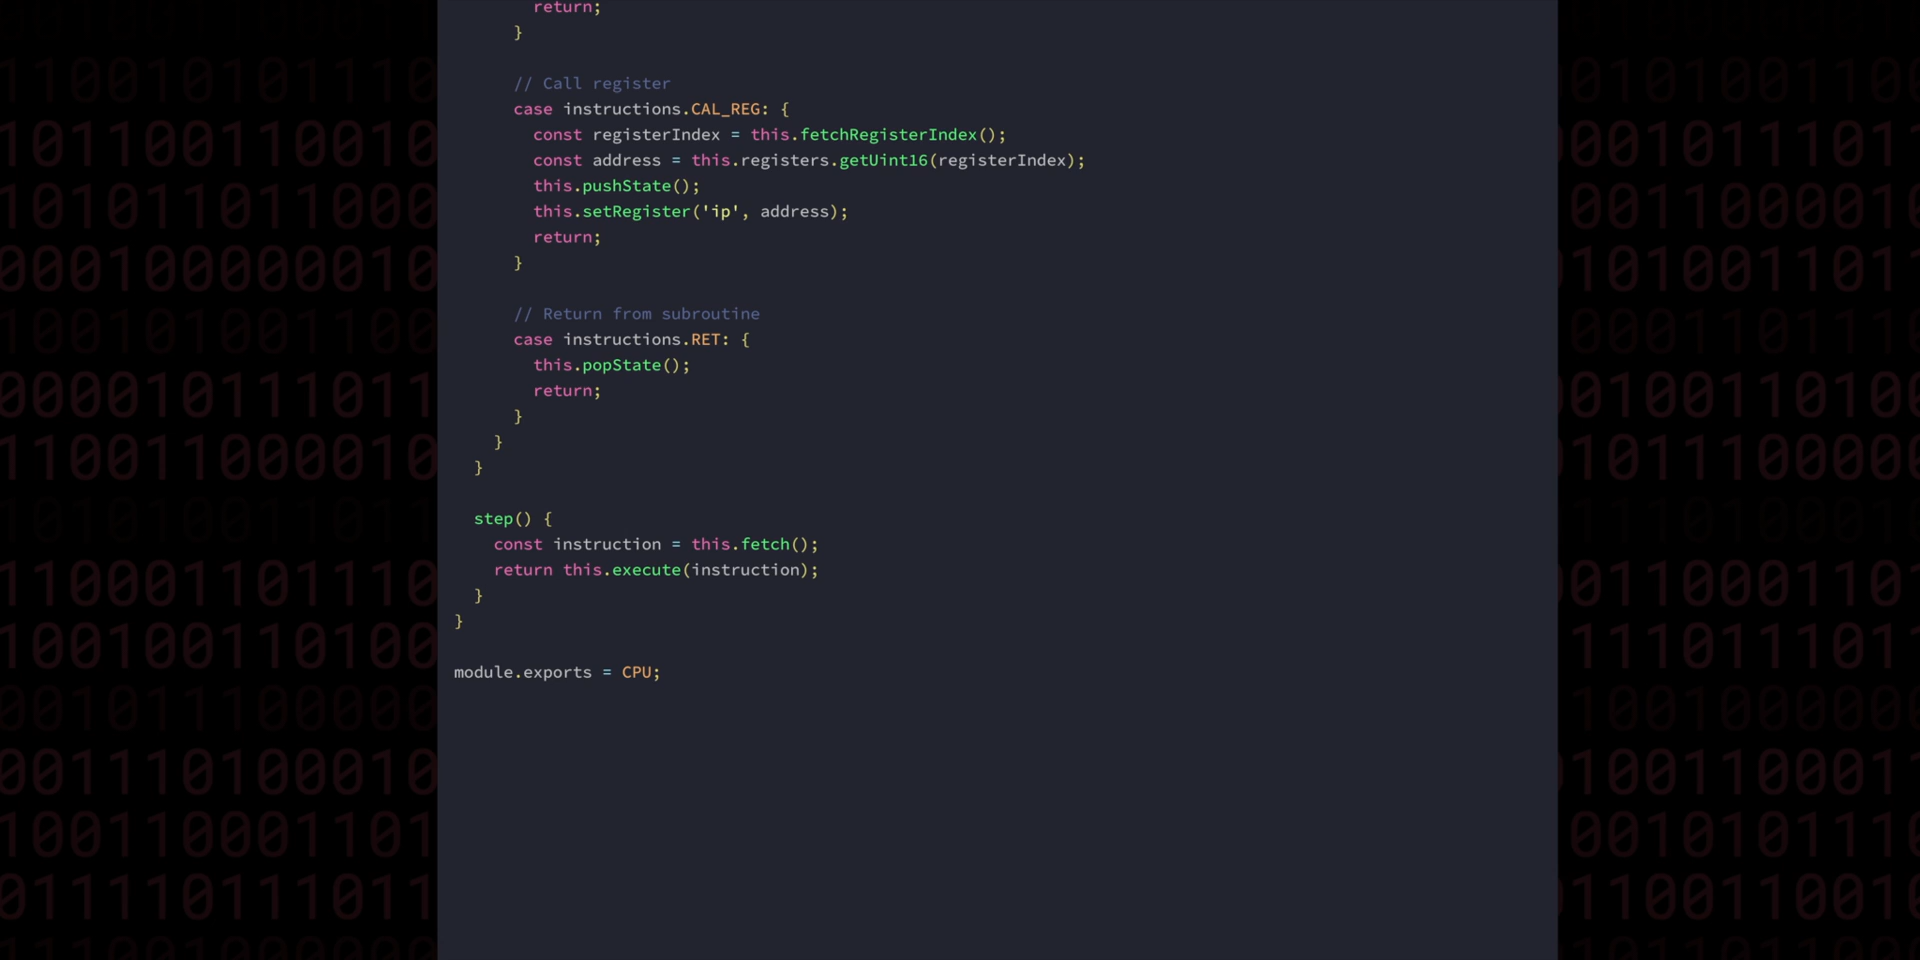 return;
}
// Call register
case instructions.CAL_REG: {
const registerIndex = this.fetchRegisterIndex();
const address = this.registers.getUint16(registerIndex);
this.pushState();
this.setRegister('ip', address);
return;
}
// Return from subroutine
case instructions.RET: {
this.popState();
return;
}
}
}
step() {
const instruction = this.fetch();
return this.execute(instruction);
}
}
module.exports = CPU;